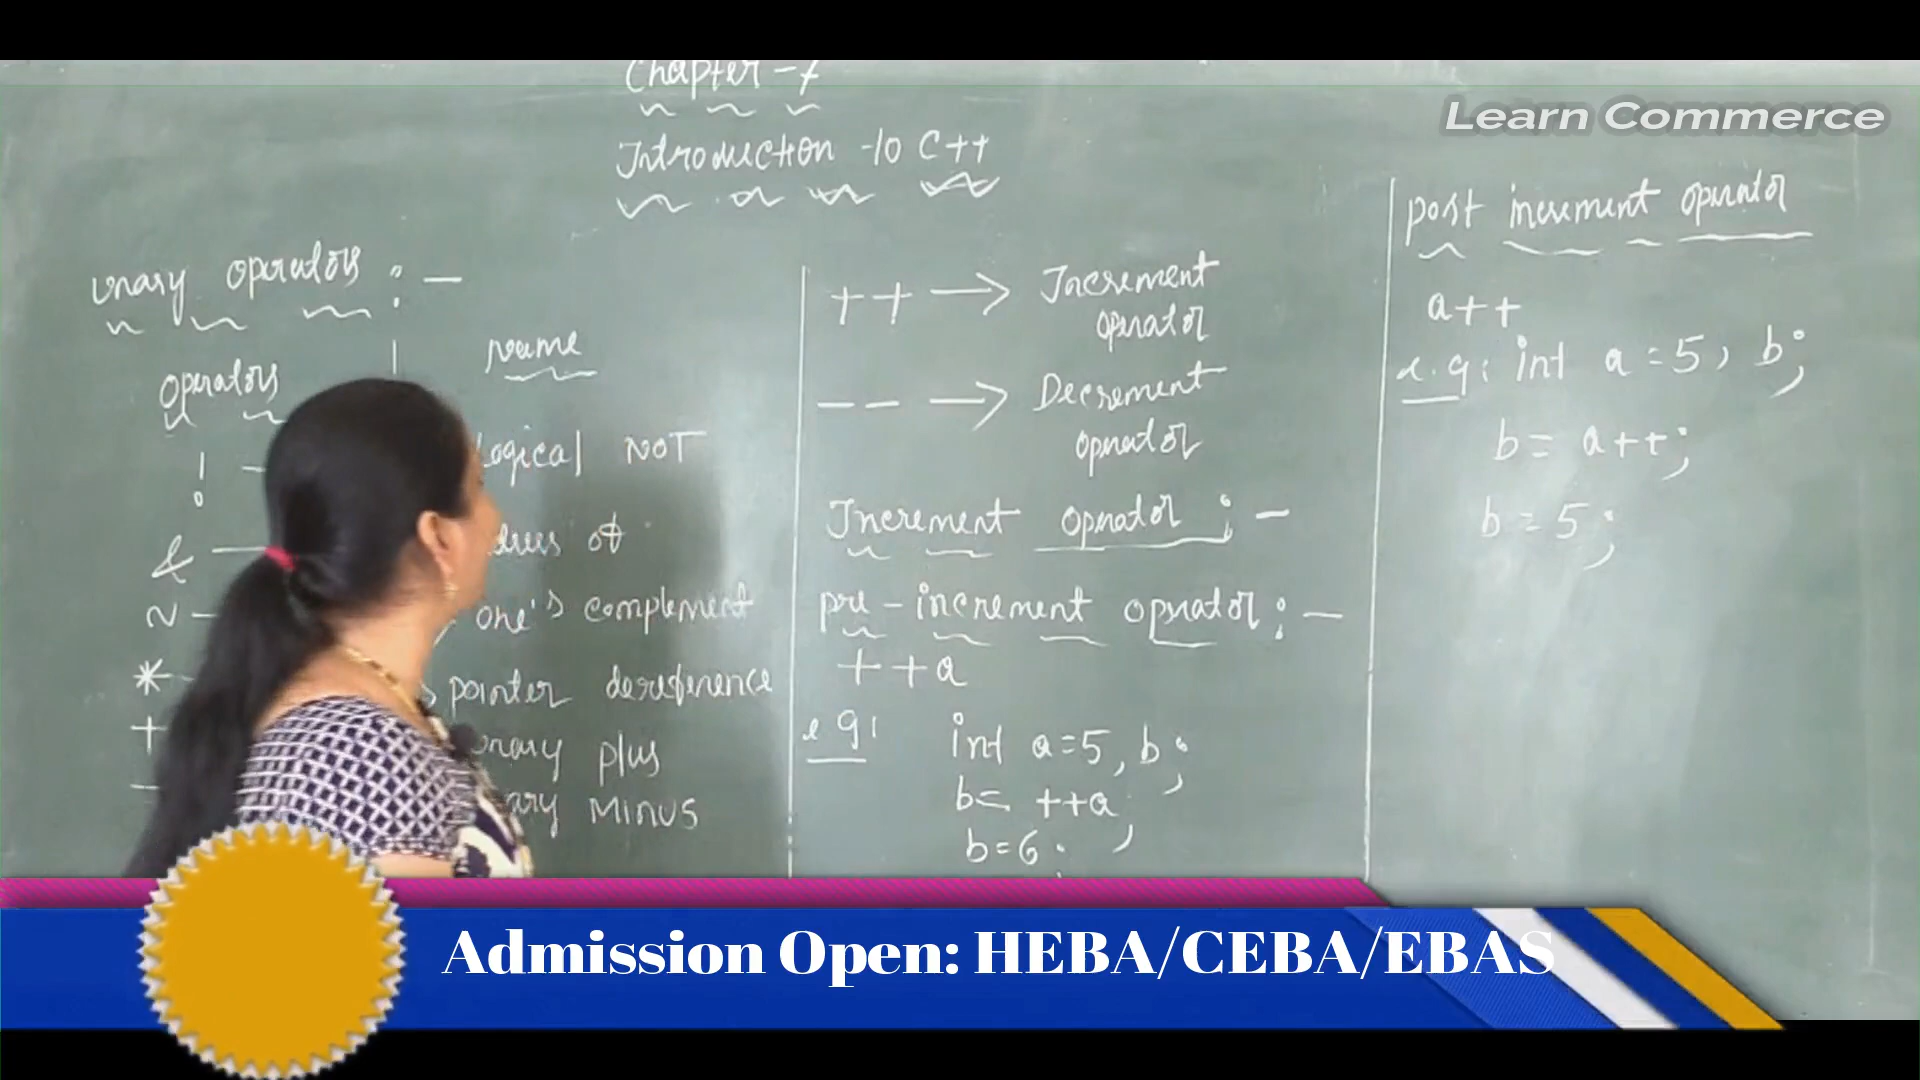 Chapter - 7
Introduction to C++
Learn Commerce
unary operators : -
operators name
! - Logical NOT
& - of
~ - one's complement
* - pointer dereference
+ unary plus
- MINUS
++ → Increment
operator
-- → Decrement
operator
Increment operator : -
pre - increment operator : -
++a
e g:
int a=5, b;
b= ++a;
b=6;
post increment operator
a++
e.g: int a=5, b;
b= a++;
b=5;
Admission Open: HEBA/CEBA/EBAS